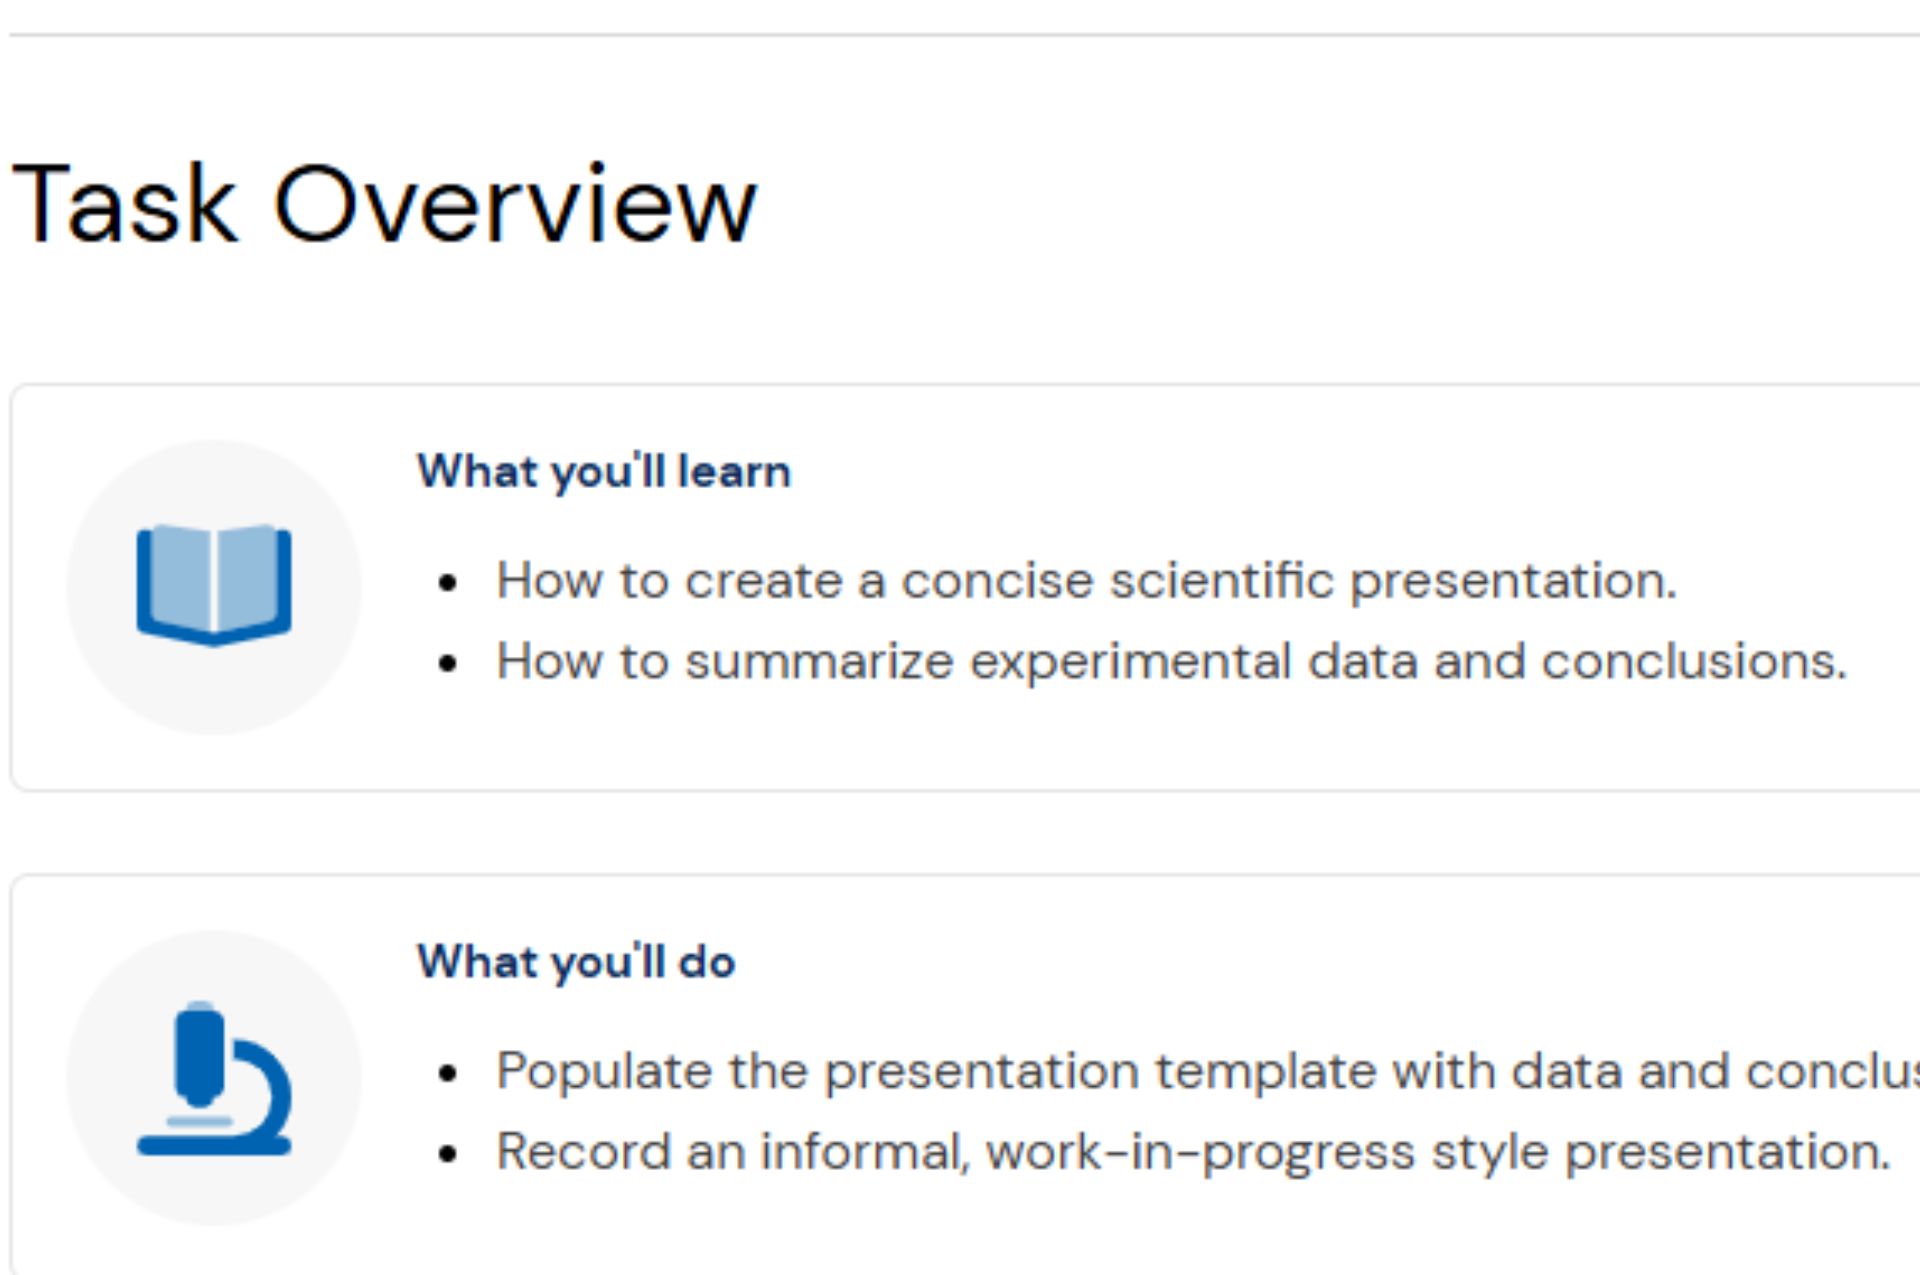 Task Overview
What you'll learn
How to create a concise scientific presentation.
How to summarize experimental data and conclusions.
What you'll do
Populate the presentation template with data and
Record an informal, work-in-progress style presentation.